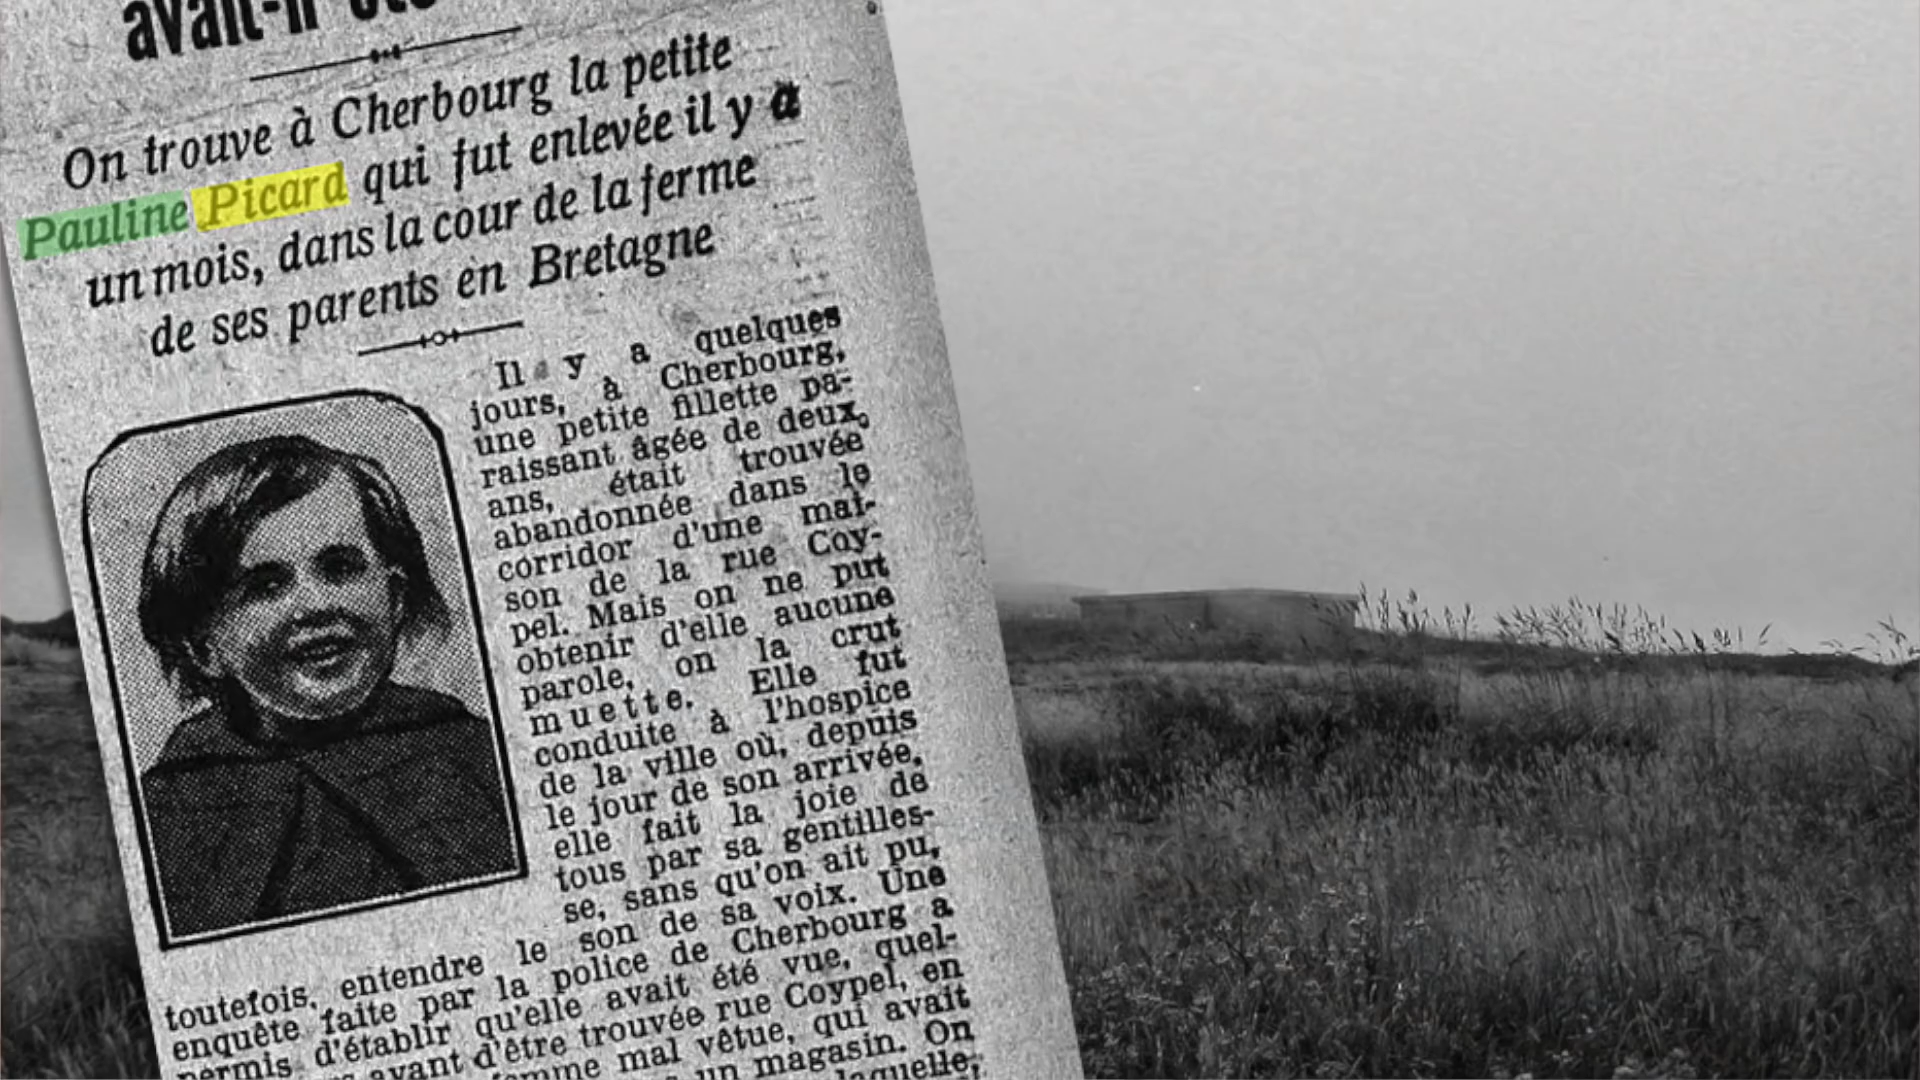 On trouve à Cherbourg la petite
Pauline Picard qui fut enlevée il y a
un mois, dans la cour de la ferme
de ses parents en Bretagne
Il y a quelques
jours, à Cherbourg,
une petite fillette pa-
raissant âgée de deux
ans, était trouvée
abandonnée dans le
corridor d'une mai-
son de la rue Coy-
pel. Mais on ne put
obtenir d'elle aucune
parole, on la crut
muette. Elle fut
conduite à l'hospice
de la ville où, depuis
le jour de son arrivée,
elle fait la joie de
tous par sa gentilles-
se, sans qu'on ait pu,
toutefois, entendre le son de sa voix. Une
enquête faite par la police de Cherbourg a
permis d'établir qu'elle avait été vue, quel-
avant d'être trouvée rue Coypel, en
femme mal vêtue, qui avait
un magasin. On
laquelle,